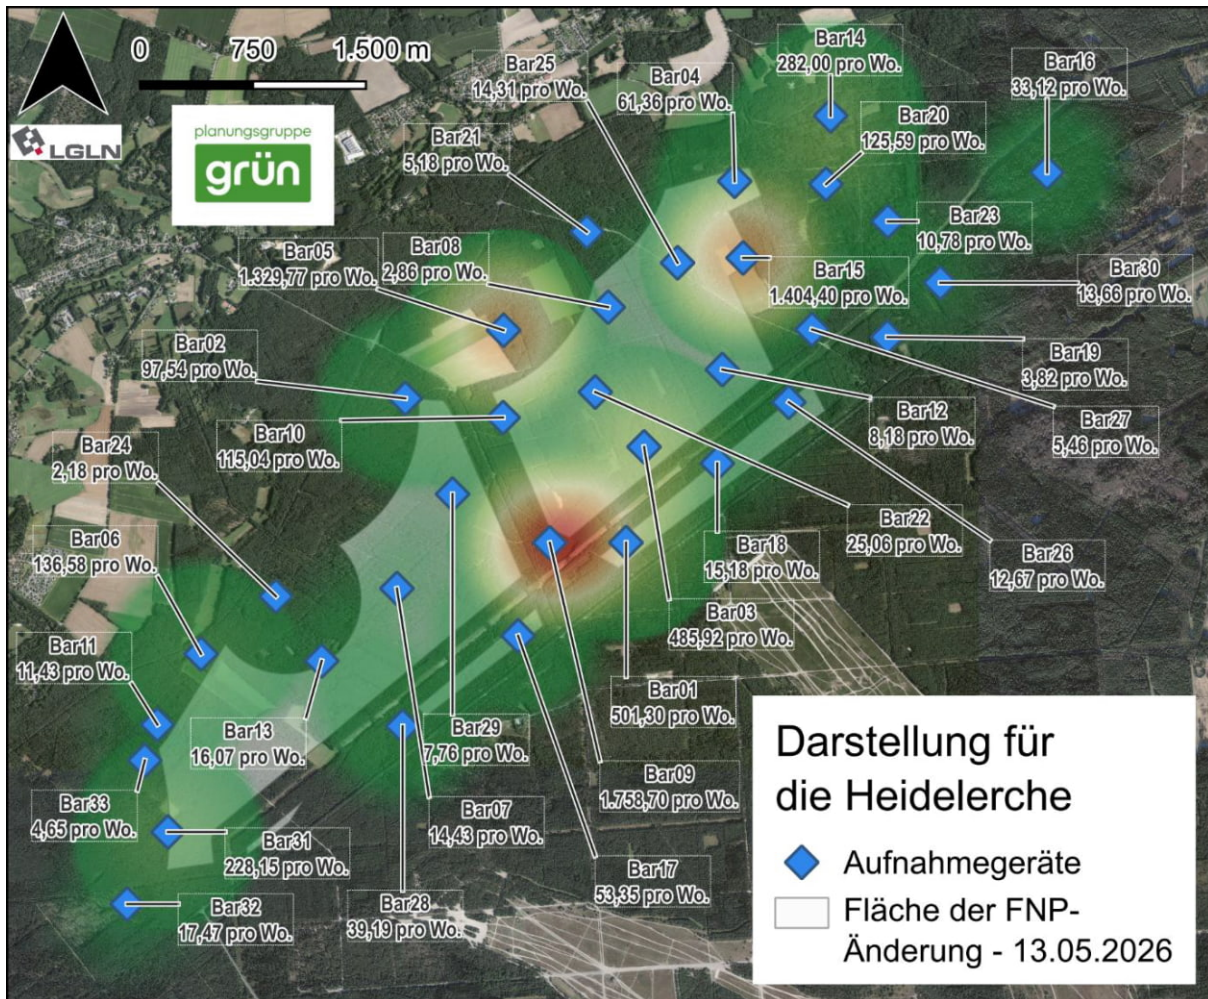 0 750 1.500 m
LGLN
planungsgruppe
grün
Bar14
282,00 pro Wo.
Bar16
33,12 pro Wo.
Bar25
14,31 pro Wo.
Bar04
61,36 pro Wo.
Bar20
125,59 pro Wo.
Bar21
5,18 pro Wo.
Bar23
10,78 pro Wo.
Bar05
1.329,77 pro Wo.
Bar08
2,86 pro Wo.
Bar15
1.404,40 pro Wo.
Bar30
13,66 pro Wo.
Bar02
97,54 pro Wo.
Bar19
3,82 pro Wo.
Bar12
8,18 pro Wo.
Bar27
5,46 pro Wo.
Bar24
2,18 pro Wo.
Bar10
115,04 pro Wo.
Bar22
25,06 pro Wo.
Bar06
136,58 pro Wo.
Bar18
15,18 pro Wo.
Bar26
12,67 pro Wo.
Bar03
485,92 pro Wo.
Bar11
11,43 pro Wo.
Bar01
501,30 pro Wo.
Bar13
16,07 pro Wo.
Bar29
7,76 pro Wo.
Bar09
1.758,70 pro Wo.
Bar33
4,65 pro Wo.
Bar07
14,43 pro Wo.
Bar31
228,15 pro Wo.
Bar17
53,35 pro Wo.
Bar32
17,47 pro Wo.
Bar28
39,19 pro Wo.
Darstellung für
die Heidelerche
Aufnahmegeräte
Fläche der FNP-
Änderung - 13.05.2026